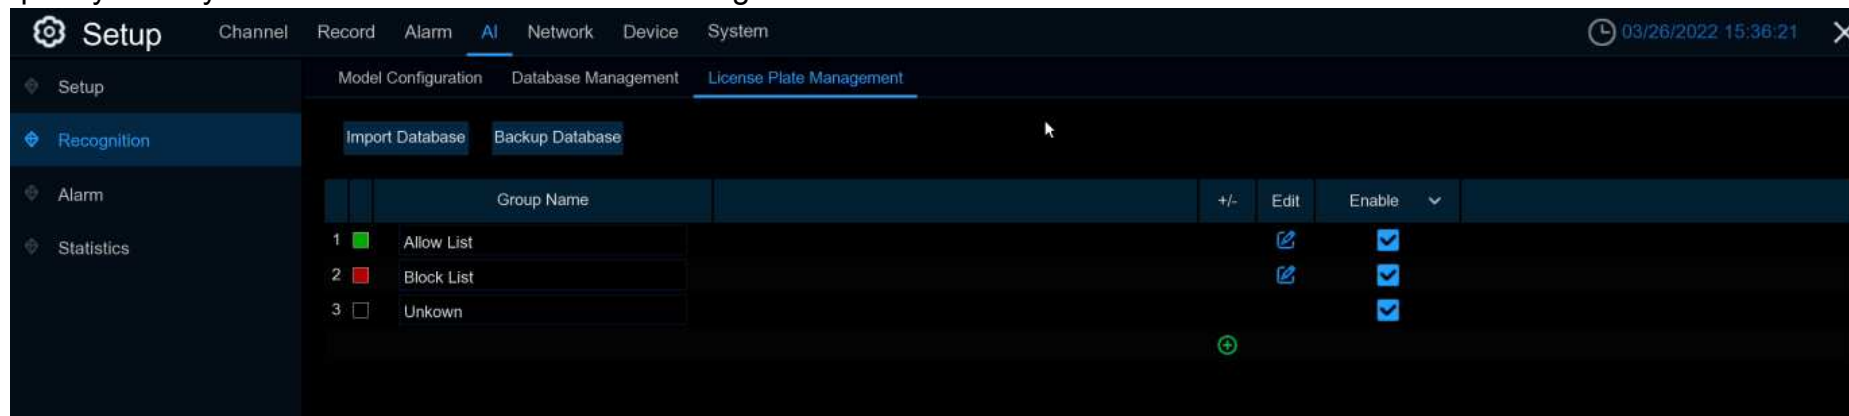 Setup Channel Record Alarm AI Network Device System 03/26/2022 15:36:21
Setup
Recognition
Alarm
Statistics
Model Configuration Database Management License Plate Management
Import Database Backup Database
Group Name +/- Edit Enable
1 Allow List
2 Block List
3 Unkown